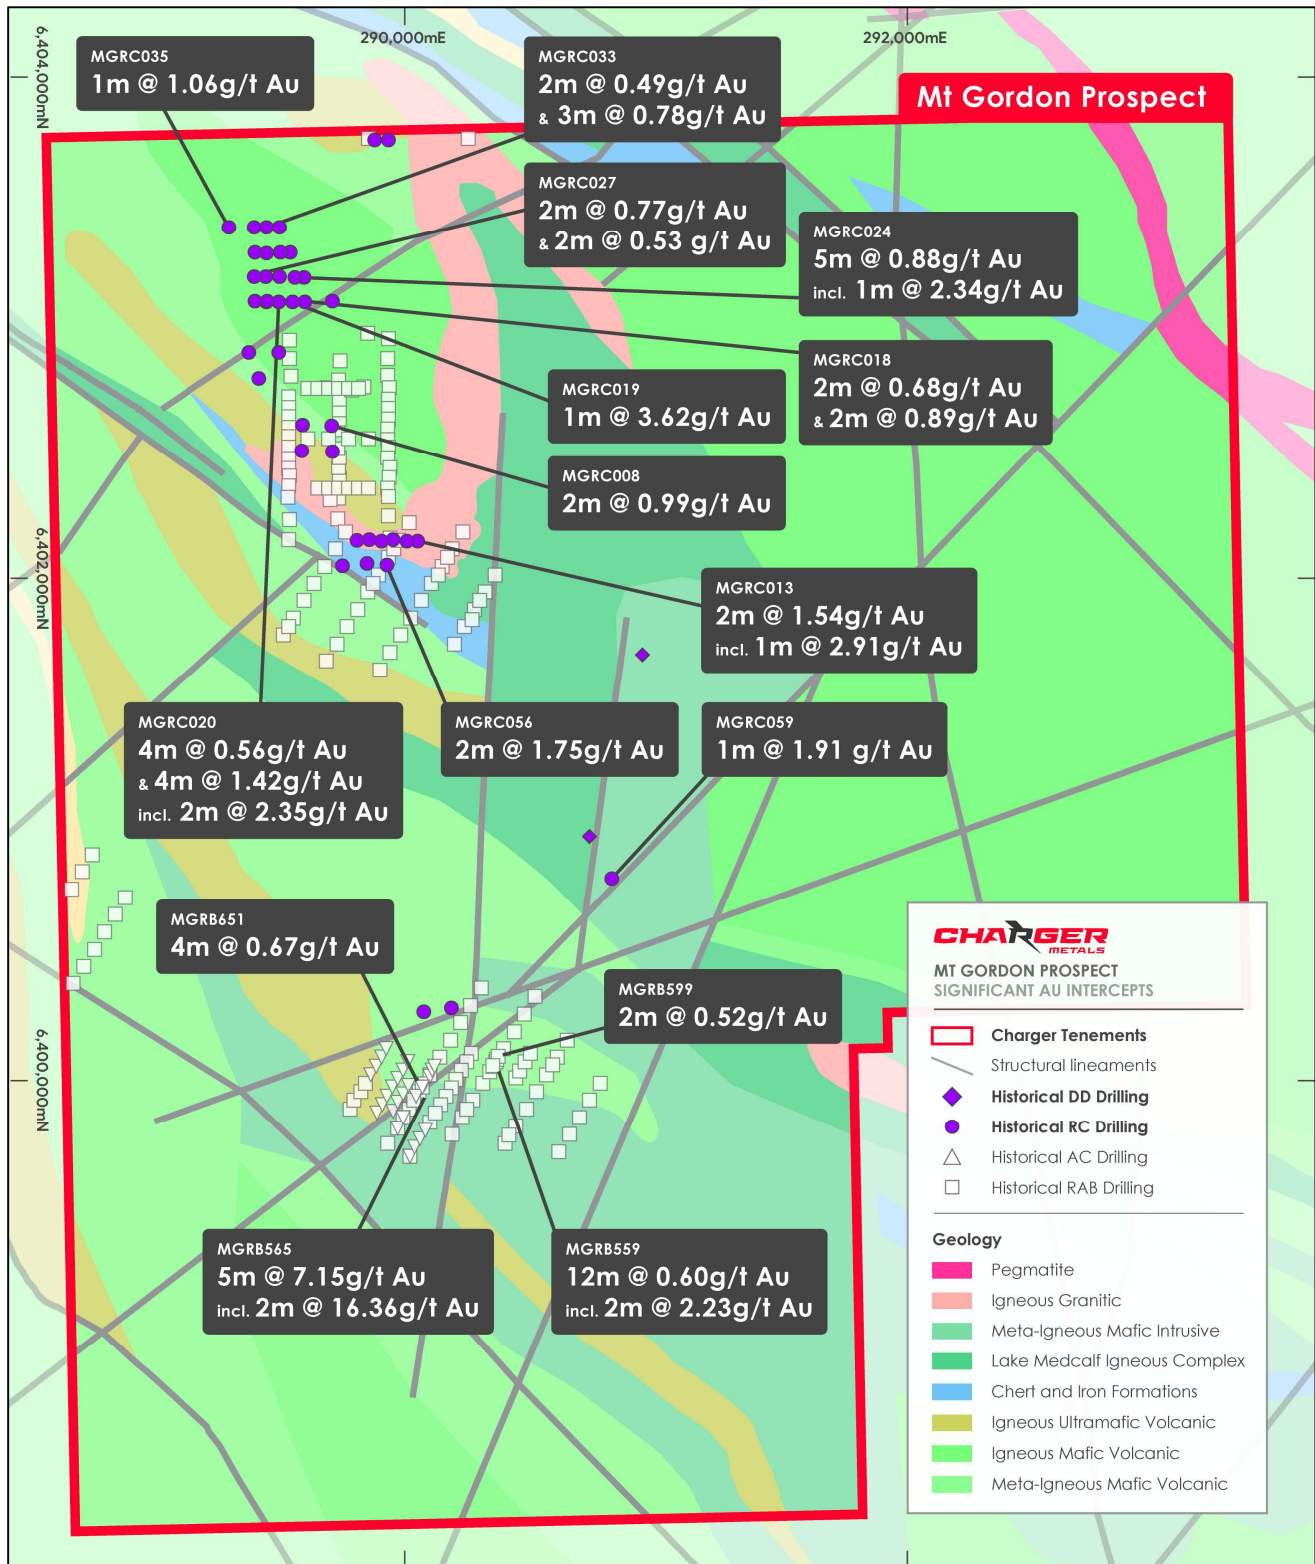 290,000mE
292,000mE
6,404,000mN
MGRC035
1m @ 1.06g/t Au
MGRC033
2m @ 0.49g/t Au
& 3m @ 0.78g/t Au
Mt Gordon Prospect
MGRC027
2m @ 0.77g/t Au
& 2m @ 0.53 g/t Au
MGRC024
5m @ 0.88g/t Au
incl. 1m @ 2.34g/t Au
MGRC018
2m @ 0.68g/t Au
& 2m @ 0.89g/t Au
MGRC019
1m @ 3.62g/t Au
MGRC008
2m @ 0.99g/t Au
6,402,000mN
MGRC013
2m @ 1.54g/t Au
incl. 1m @ 2.91g/t Au
MGRC020
4m @ 0.56g/t Au
& 4m @ 1.42g/t Au
incl. 2m @ 2.35g/t Au
MGRC056
2m @ 1.75g/t Au
MGRC059
1m @ 1.91 g/t Au
MGRB651
4m @ 0.67g/t Au
MGRB599
2m @ 0.52g/t Au
6,400,000mN
MGRB565
5m @ 7.15g/t Au
incl. 2m @ 16.36g/t Au
MGRB559
12m @ 0.60g/t Au
incl. 2m @ 2.23g/t Au
CHARGER
METALS
MT GORDON PROSPECT
SIGNIFICANT AU INTERCEPTS
Charger Tenements
Structural lineaments
Historical DD Drilling
Historical RC Drilling
Historical AC Drilling
Historical RAB Drilling
Geology
Pegmatite
Igneous Granitic
Meta-Igneous Mafic Intrusive
Lake Medcalf Igneous Complex
Chert and Iron Formations
Igneous Ultramafic Volcanic
Igneous Mafic Volcanic
Meta-Igneous Mafic Volcanic